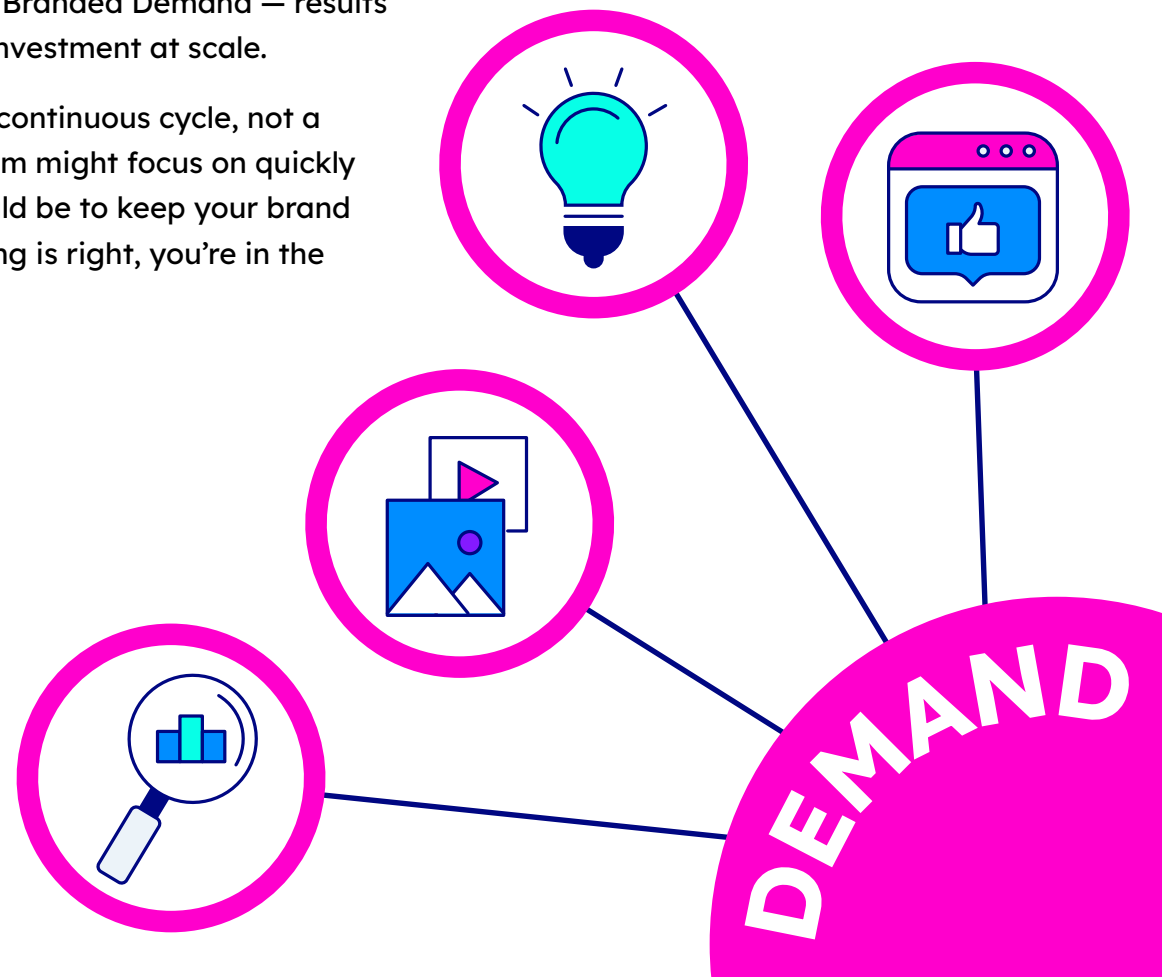 Branded Demand — results
nvestment at scale.
continuous cycle, not a
m might focus on quickly
ld be to keep your brand
ng is right, you’re in the
DEMAND